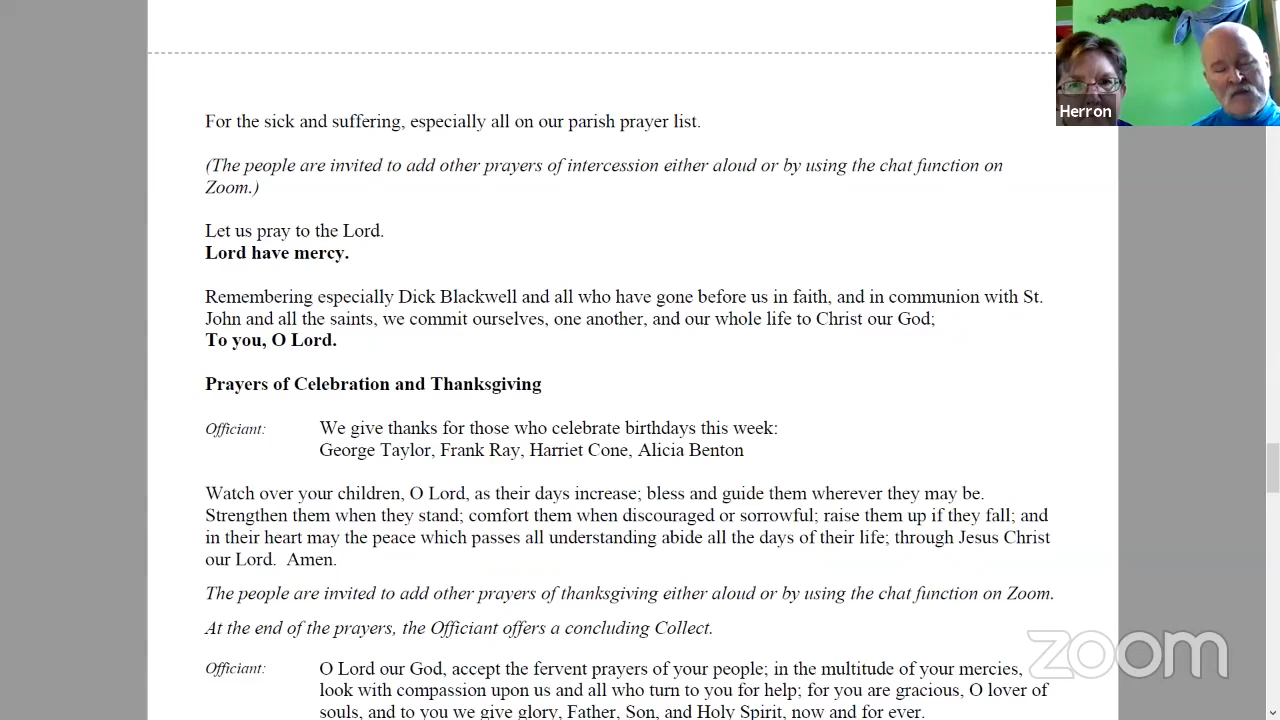 Herron
For the sick and suffering, especially all on our parish prayer list.
(The people are invited to add other prayers of intercession either aloud or by using the chat function on
Zoom.)
Let us pray to the Lord.
Lord have mercy.
Remembering especially Dick Blackwell and all who have gone before us in faith, and in communion with St.
John and all the saints, we commit ourselves, one another, and our whole life to Christ our God;
To you, O Lord.
Prayers of Celebration and Thanksgiving
Officiant: We give thanks for those who celebrate birthdays this week:
George Taylor, Frank Ray, Harriet Cone, Alicia Benton
Watch over your children, O Lord, as their days increase; bless and guide them wherever they may be.
Strengthen them when they stand; comfort them when discouraged or sorrowful; raise them up if they fall; and
in their heart may the peace which passes all understanding abide all the days of their life; through Jesus Christ
our Lord.  Amen.
The people are invited to add other prayers of thanksgiving either aloud or by using the chat function on Zoom.
At the end of the prayers, the Officiant offers a concluding Collect.
Officiant: O Lord our God, accept the fervent prayers of your people; in the multitude of your mercies,
look with compassion upon us and all who turn to you for help; for you are gracious, O lover of
souls, and to you we give glory, Father, Son, and Holy Spirit, now and for ever.
zoom